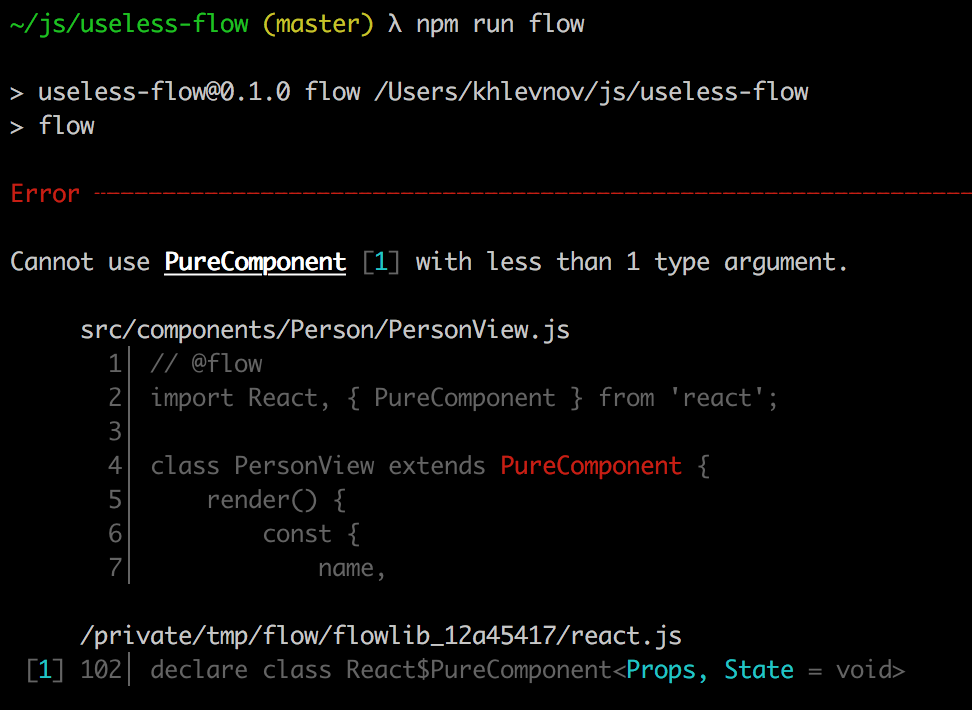 ~/js/useless-flow (master) λ npm run flow
> useless-flow@0.1.0 flow /Users/khlevnov/js/useless-flow
> flow
Error
Cannot use PureComponent [1] with less than 1 type argument.
src/components/Person/PersonView.js
1│ // @flow
2│ import React, { PureComponent } from 'react';
3│
4│ class PersonView extends PureComponent {
5│     render() {
6│         const {
7│             name,
/private/tmp/flow/flowlib_12a45417/react.js
[1] 102│ declare class React$PureComponent<Props, State = void>